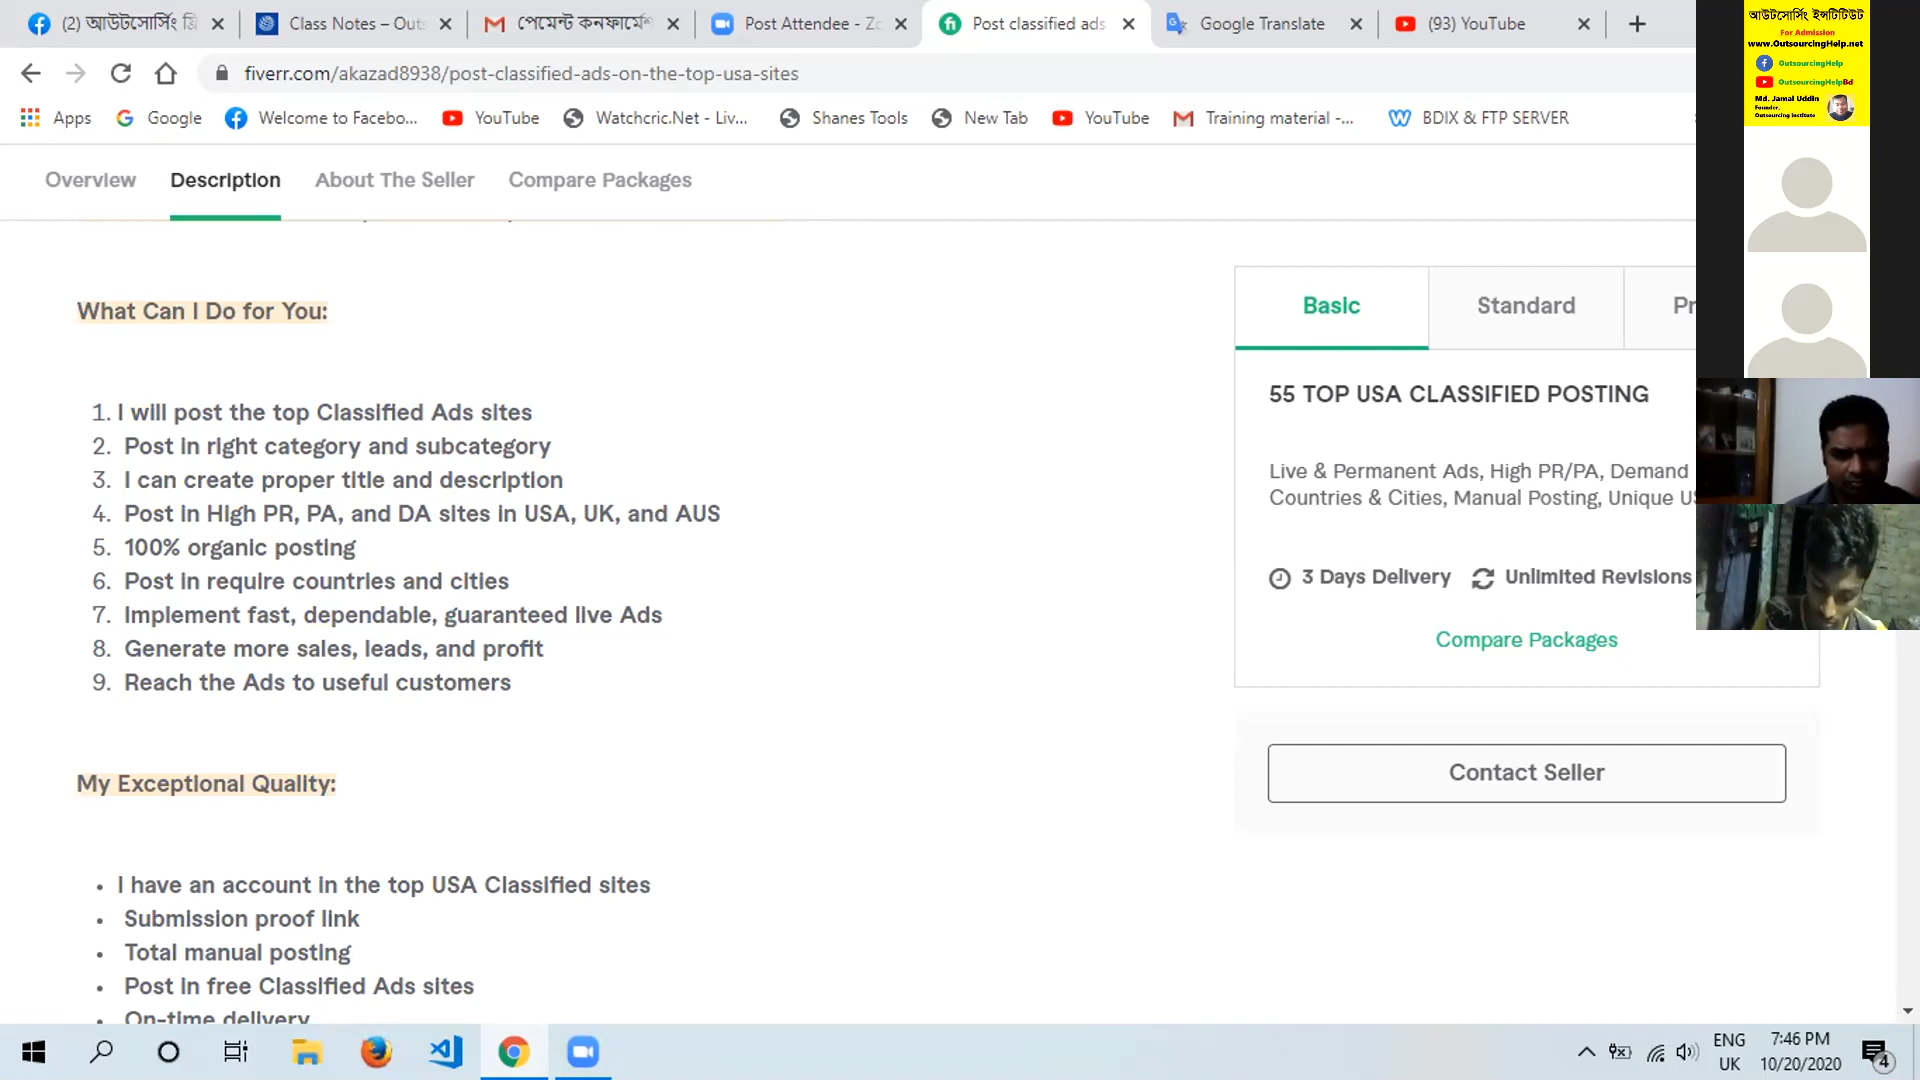 (2) আউটসোর্সিং ফ্রি
Class Notes – Outs
পেমেন্ট কনফার্মেশ
Post Attendee - Zo
Post classified ads
Google Translate
(93) YouTube
fiverr.com/akazad8938/post-classified-ads-on-the-top-usa-sites
Apps
Google
Welcome to Facebo...
YouTube
Watchcric.Net - Liv...
Shanes Tools
New Tab
YouTube
Training material -...
BDIX & FTP SERVER
আউটসোর্সিং ইন্সটিটিউট
For Admission
www.OutsourcingHelp.net
OutsourcingHelp
OutsourcingHelpBd
Md. Jamal Uddin
Founder,
Outsourcing Institute
Overview
Description
About The Seller
Compare Packages
What Can I Do for You:
1. I will post the top Classified Ads sites
2. Post in right category and subcategory
3. I can create proper title and description
4. Post in High PR, PA, and DA sites in USA, UK, and AUS
5. 100% organic posting
6. Post in require countries and cities
7. Implement fast, dependable, guaranteed live Ads
8. Generate more sales, leads, and profit
9. Reach the Ads to useful customers
My Exceptional Quality:
• I have an account in the top USA Classified sites
• Submission proof link
• Total manual posting
• Post in free Classified Ads sites
• On-time delivery
Basic
Standard
Pr
55 TOP USA CLASSIFIED POSTING
Live & Permanent Ads, High PR/PA, Demand
Countries & Cities, Manual Posting, Unique U
3 Days Delivery
Unlimited Revisions
Compare Packages
Contact Seller
ENG
UK
7:46 PM
10/20/2020
4